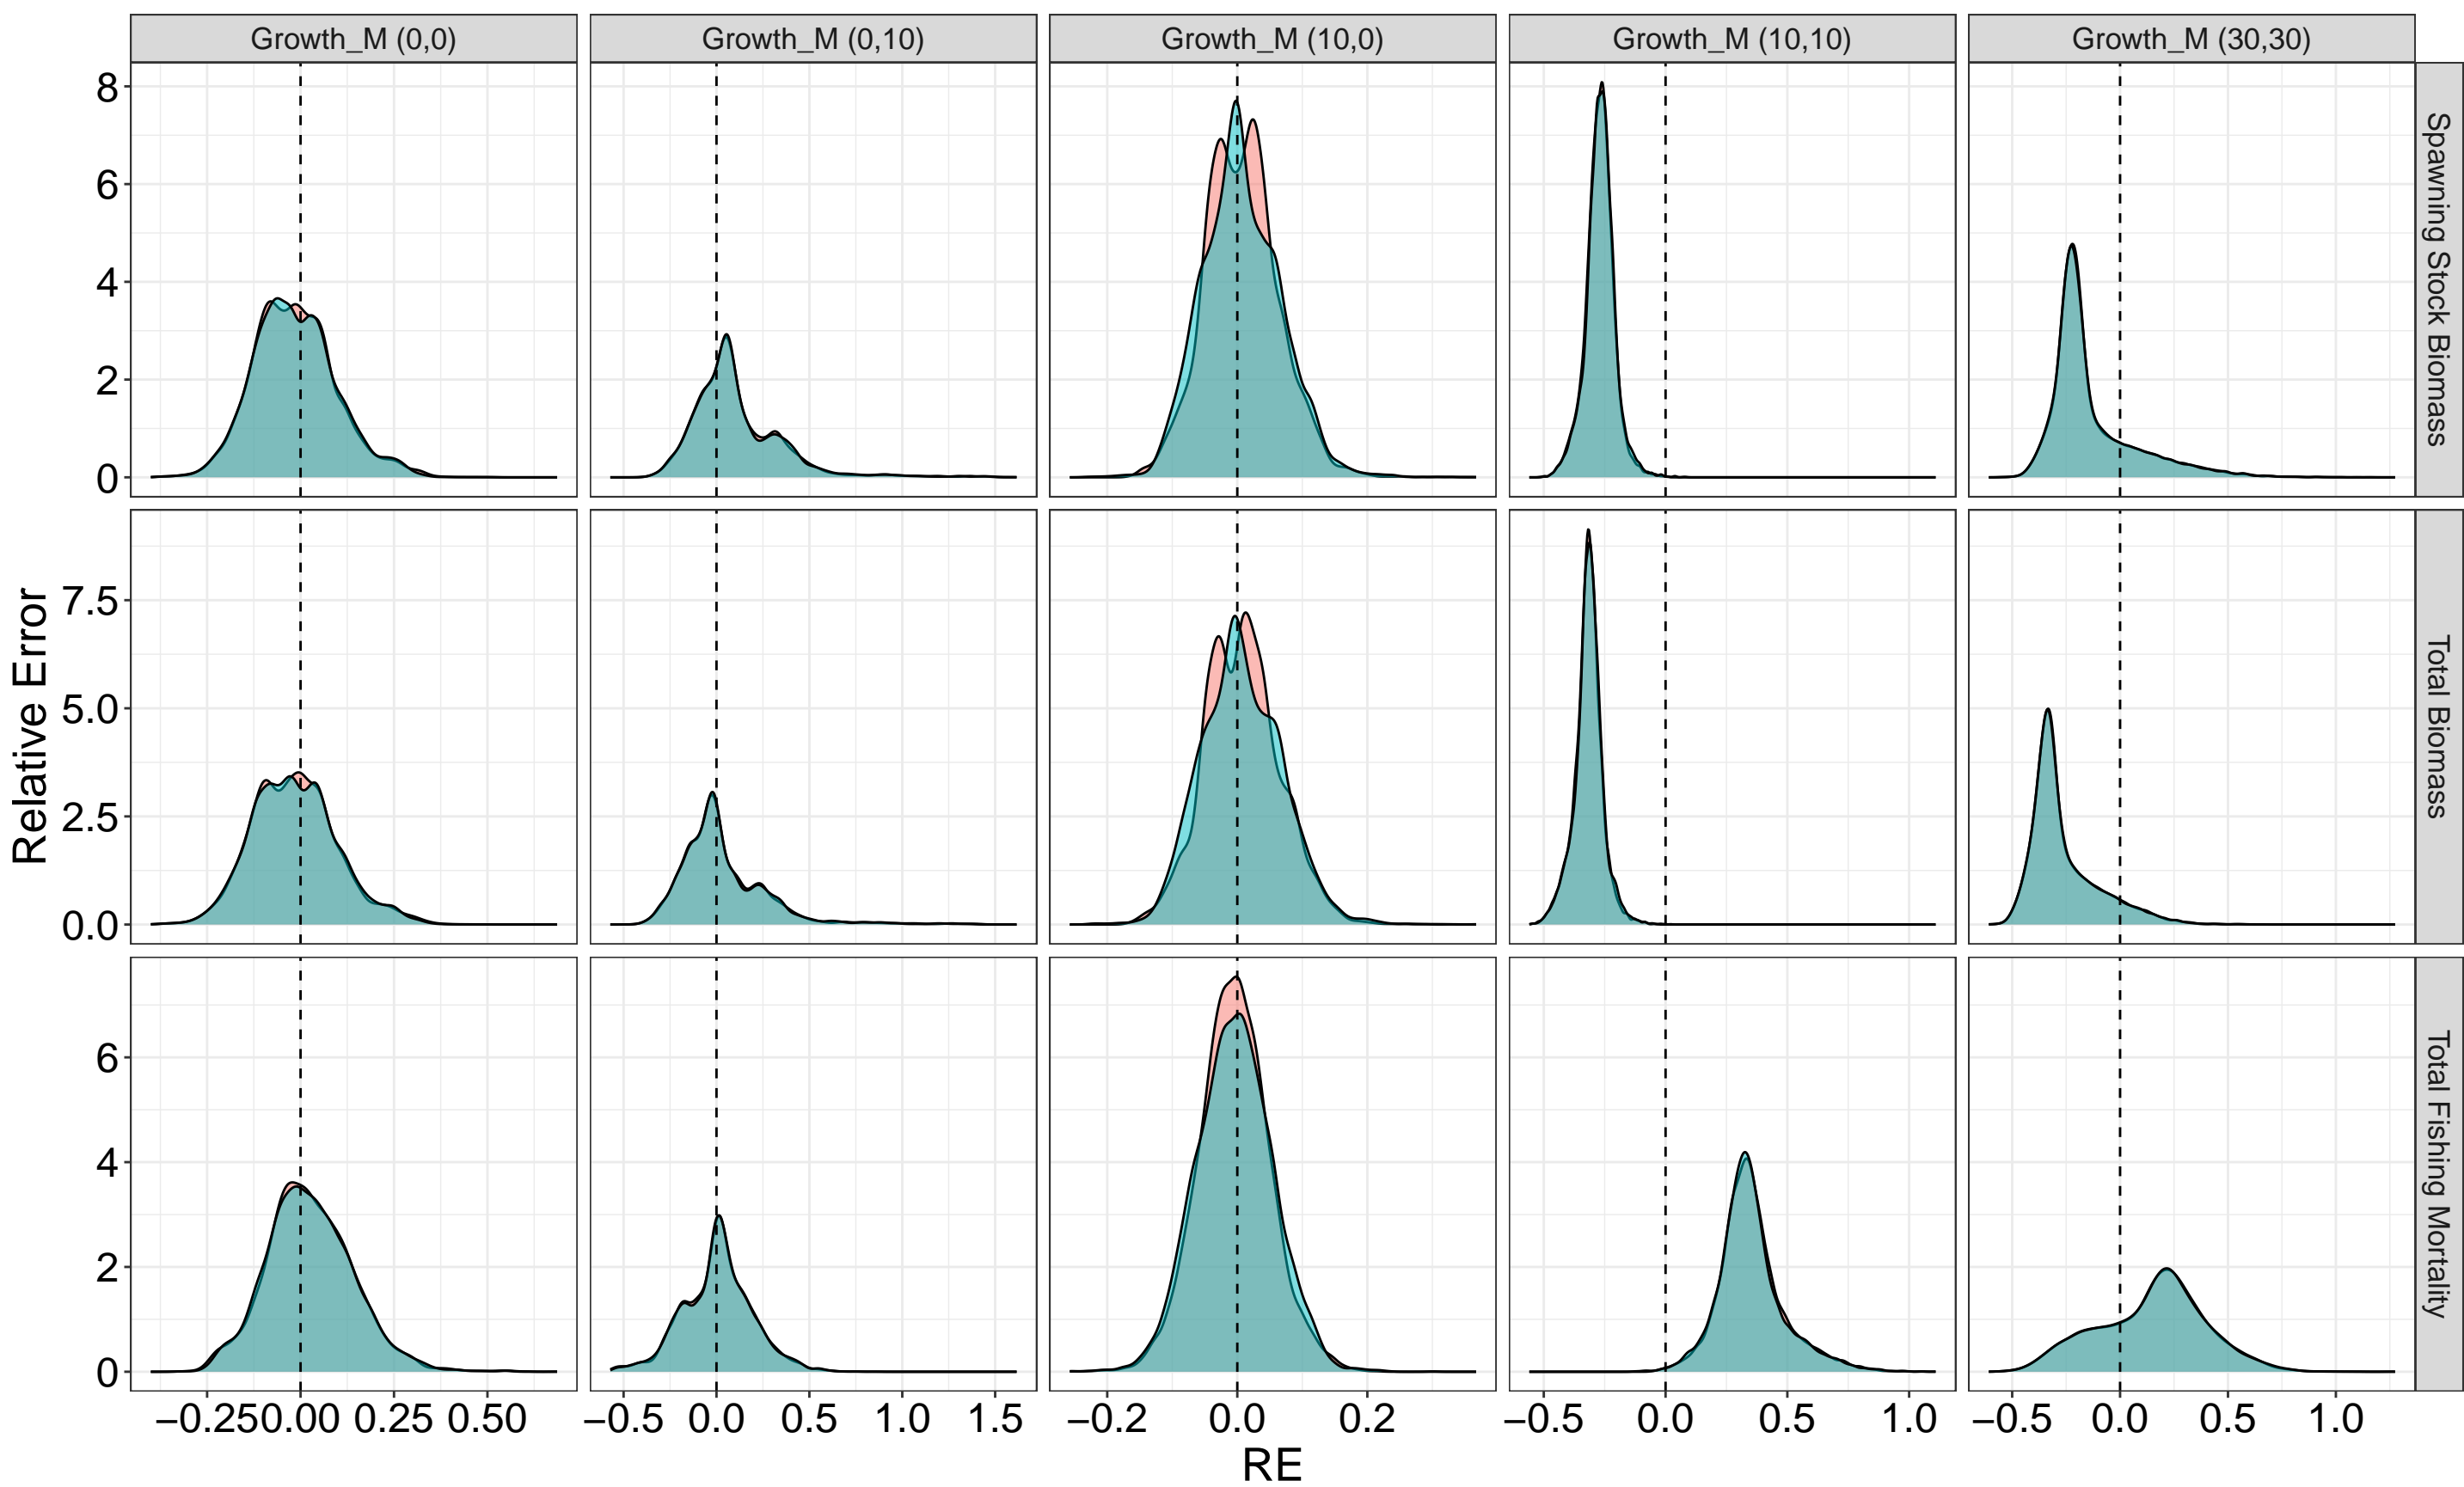 Growth_M (0,0)
Growth_M (0,10)
Growth_M (10,0)
Growth_M (10,10)
Growth_M (30,30)
8
6
4
2
0
Spawning Stock Biomass
7.5
5.0
2.5
0.0
Total Biomass
Relative Error
6
4
2
0
Total Fishing Mortality
−0.25 0.00 0.25 0.50
−0.5 0.0 0.5 1.0 1.5
−0.2 0.0 0.2
−0.5 0.0 0.5 1.0
−0.5 0.0 0.5 1.0
RE